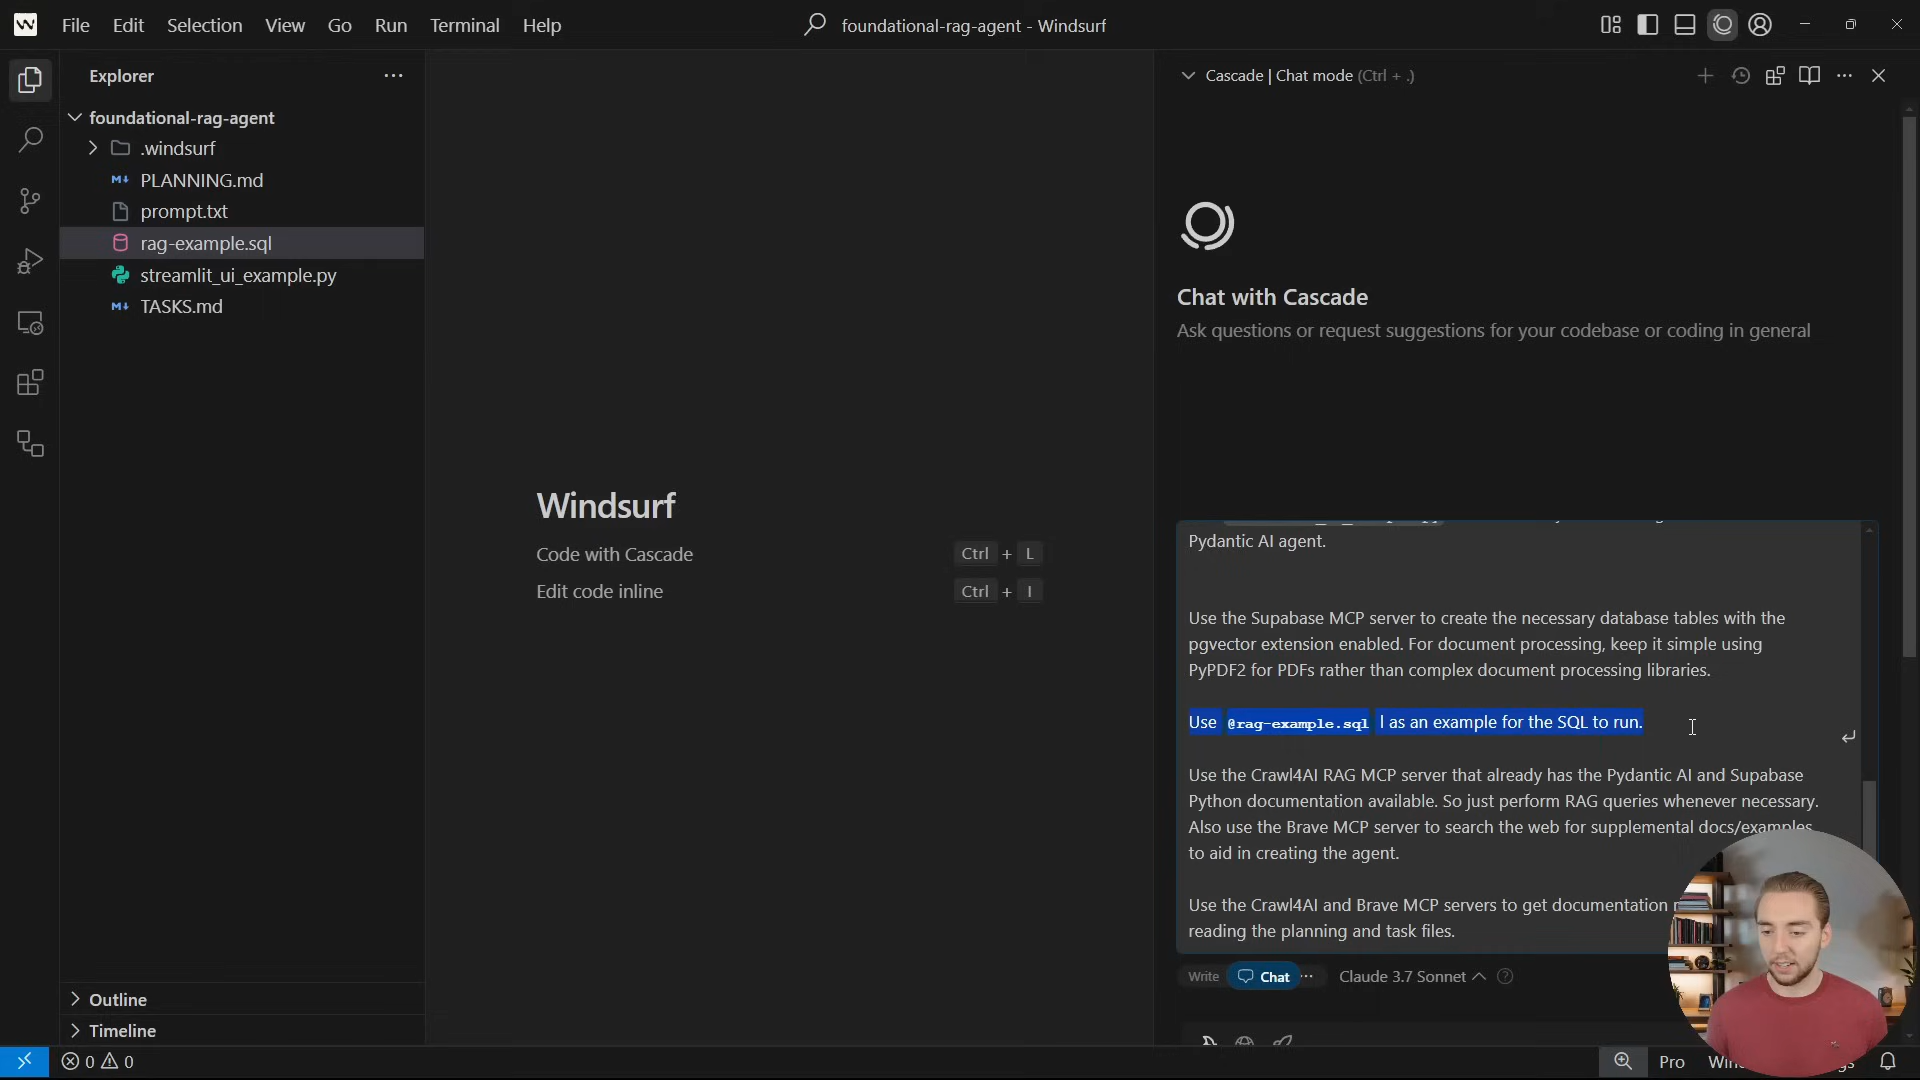 File Edit Selection View Go Run Terminal Help
foundational-rag-agent - Windsurf
Explorer
foundational-rag-agent
.windsurf
PLANNING.md
prompt.txt
rag-example.sql
streamlit_ui_example.py
TASKS.md
Outline
Timeline
0 0
Windsurf
Code with Cascade Ctrl + L
Edit code inline Ctrl + I
Cascade | Chat mode (Ctrl + .)
Chat with Cascade
Ask questions or request suggestions for your codebase or coding in general
Pydantic AI agent.
Use the Supabase MCP server to create the necessary database tables with the
pgvector extension enabled. For document processing, keep it simple using
PyPDF2 for PDFs rather than complex document processing libraries.
Use @rag-example.sql l as an example for the SQL to run.
Use the Crawl4AI RAG MCP server that already has the Pydantic AI and Supabase
Python documentation available. So just perform RAG queries whenever necessary.
Also use the Brave MCP server to search the web for supplemental docs/examples
to aid in creating the agent.
Use the Crawl4AI and Brave MCP servers to get documentation
reading the planning and task files.
Write Chat Claude 3.7 Sonnet
Pro